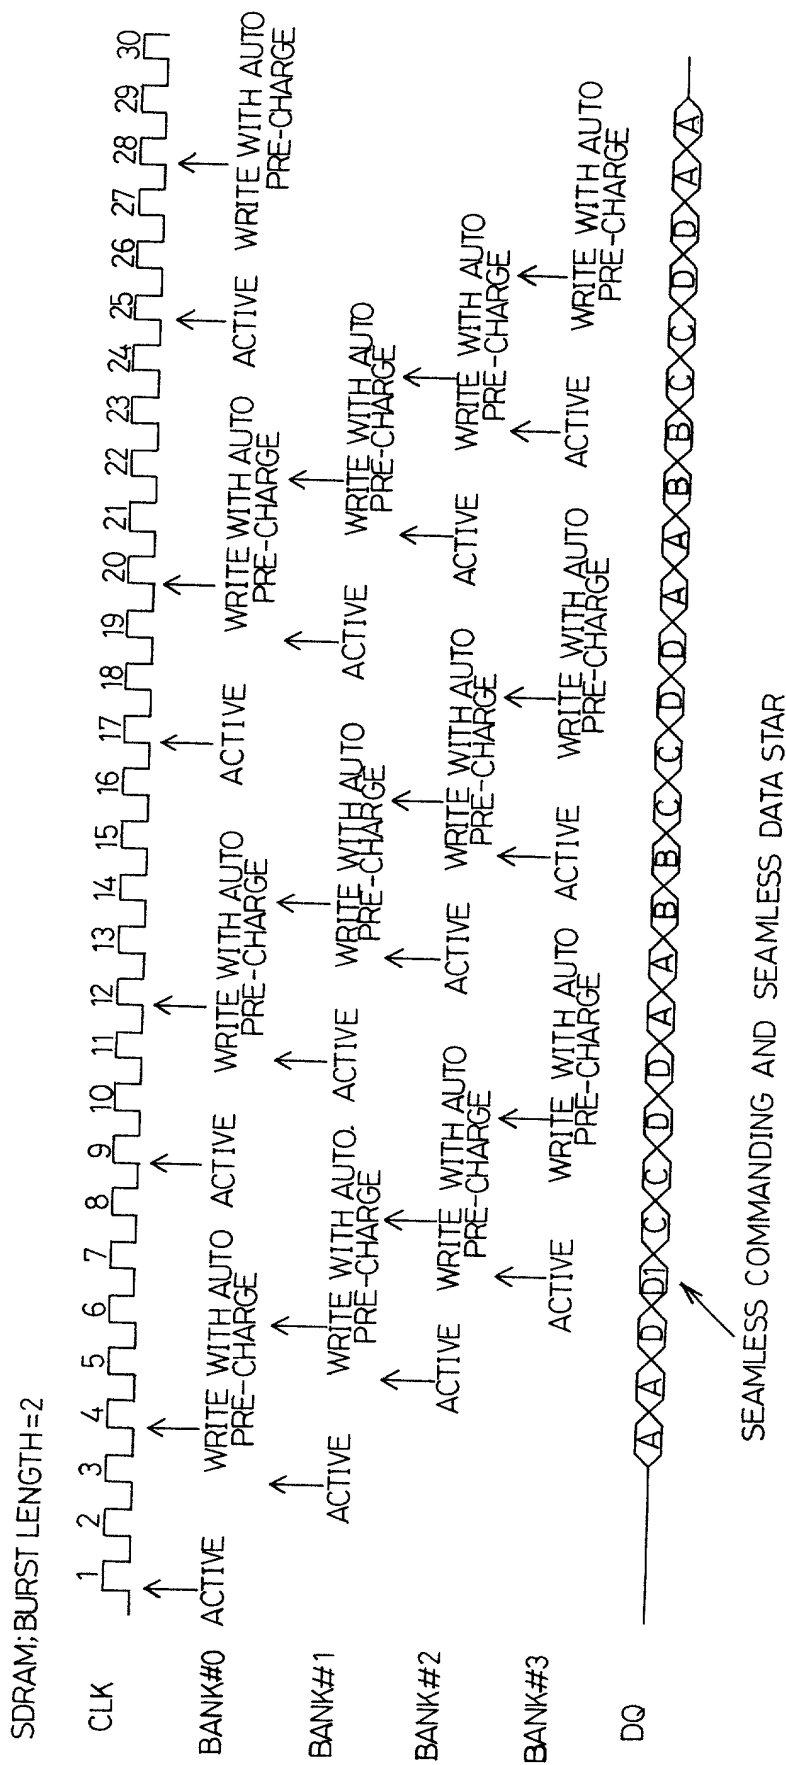 SDRAM;BURST LENGTH=2
1 2 3 4 5 6 7 8 9 10 11 12 13 14 15 16 17 18 19 20 21 22 23 24 25 26 27 28 29 30
CLK
BANK#0 ACTIVE WRITE WITH AUTO ACTIVE WRITE WITH AUTO ACTIVE WRITE WITH AUTO ACTIVE WRITE WITH AUTO
PRE-CHARGE PRE-CHARGE PRE-CHARGE PRE-CHARGE
BANK#1 ACTIVE WRITE WITH AUTO. ACTIVE WRITE WITH AUTO ACTIVE WRITE WITH AUTO
PRE-CHARGE PRE-CHARGE PRE-CHARGE
BANK#2 ACTIVE WRITE WITH AUTO ACTIVE WRITE WITH AUTO ACTIVE WRITE WITH AUTO
PRE-CHARGE PRE-CHARGE PRE-CHARGE
BANK#3 ACTIVE WRITE WITH AUTO ACTIVE WRITE WITH AUTO ACTIVE WRITE WITH AUTO
PRE-CHARGE PRE-CHARGE PRE-CHARGE
DQ A A D D1 C C D D A A B B C C D D A A B B C C D D A A
SEAMLESS COMMANDING AND SEAMLESS DATA STAR